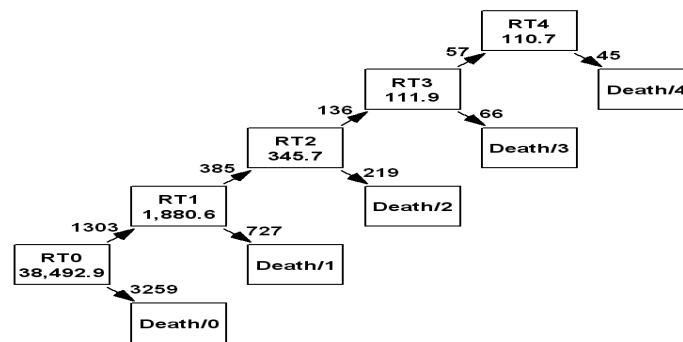 RT4
110.7
57
45
RT3
111.9
Death/4
136
66
RT2
345.7
Death/3
385
219
RT1
1,880.6
Death/2
1303
727
RT0
38,492.9
Death/1
3259
Death/0